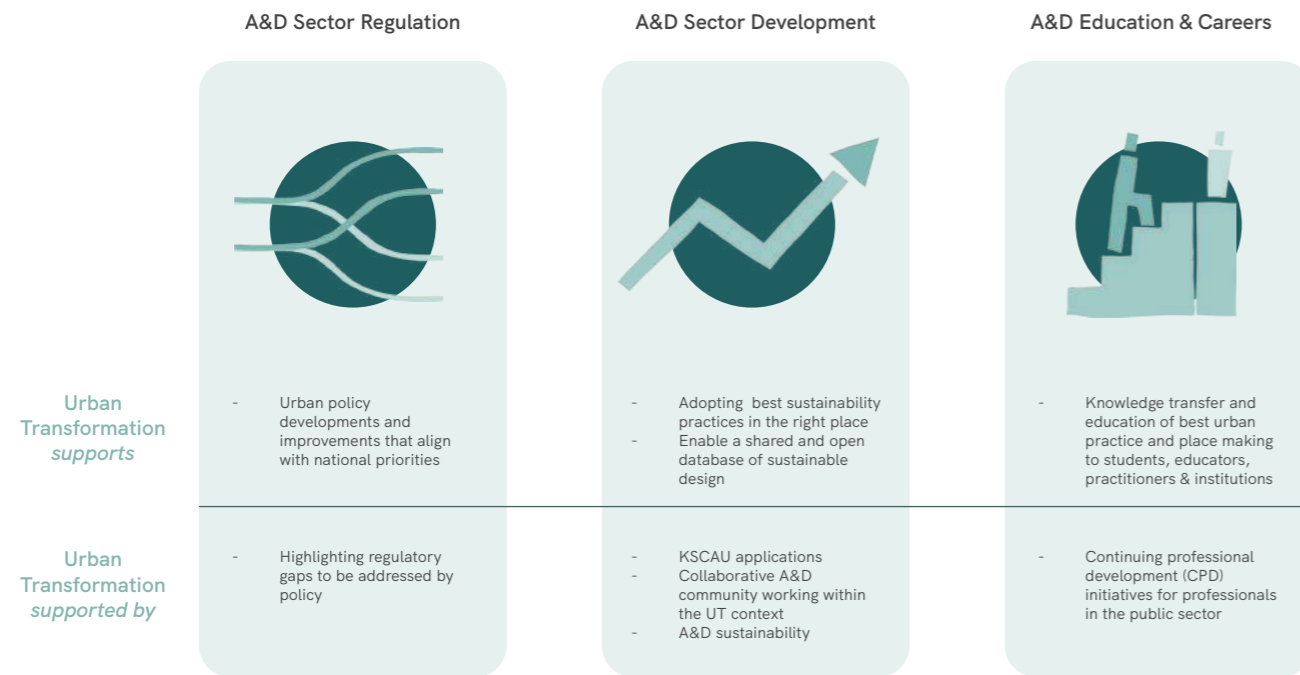 A&D Sector Regulation
A&D Sector Development
A&D Education & Careers
Urban
Transformation
supports
- Urban policy
developments and
improvements that align
with national priorities
- Adopting best sustainability
practices in the right place
- Enable a shared and open
database of sustainable
design
- Knowledge transfer and
education of best urban
practice and place making
to students, educators,
practitioners & institutions
Urban
Transformation
supported by
- Highlighting regulatory
gaps to be addressed by
policy
- KSCAU applications
- Collaborative A&D
community working within
the UT context
- A&D sustainability
- Continuing professional
development (CPD)
initiatives for professionals
in the public sector